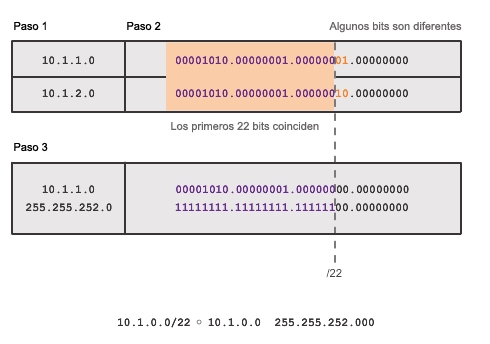 Paso 1 Paso 2 Algunos bits son diferentes
10.1.1.0 00001010.00000001.00000001.00000000
10.1.2.0 00001010.00000001.00000010.00000000
Los primeros 22 bits coinciden
Paso 3
10.1.1.0 00001010.00000001.00000000.00000000
255.255.252.0 11111111.11111111.11111100.00000000
/22
10.1.0.0/22 o 10.1.0.0 255.255.252.000